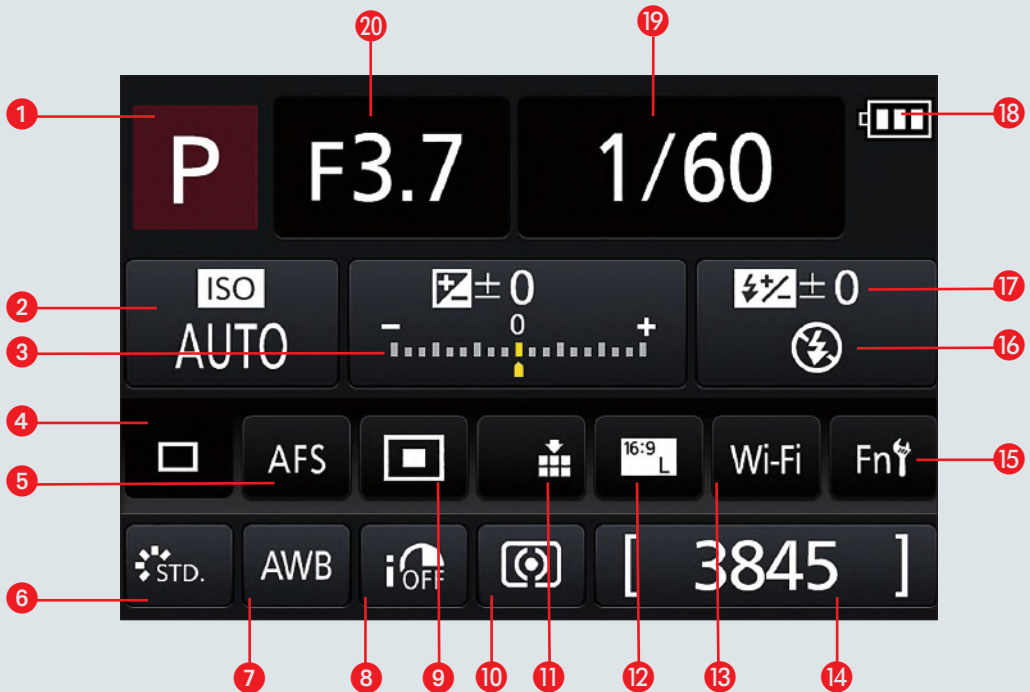 20 19
1 P F3.7 1/60 18
ISO ±0 ±0 17
2 AUTO 16
− 0 +
3
4
AFS 16:9 L Wi-Fi Fn 15
5
STD. AWB i OFF [ 3845 ]
6
7 8 9 10 11 12 13 14